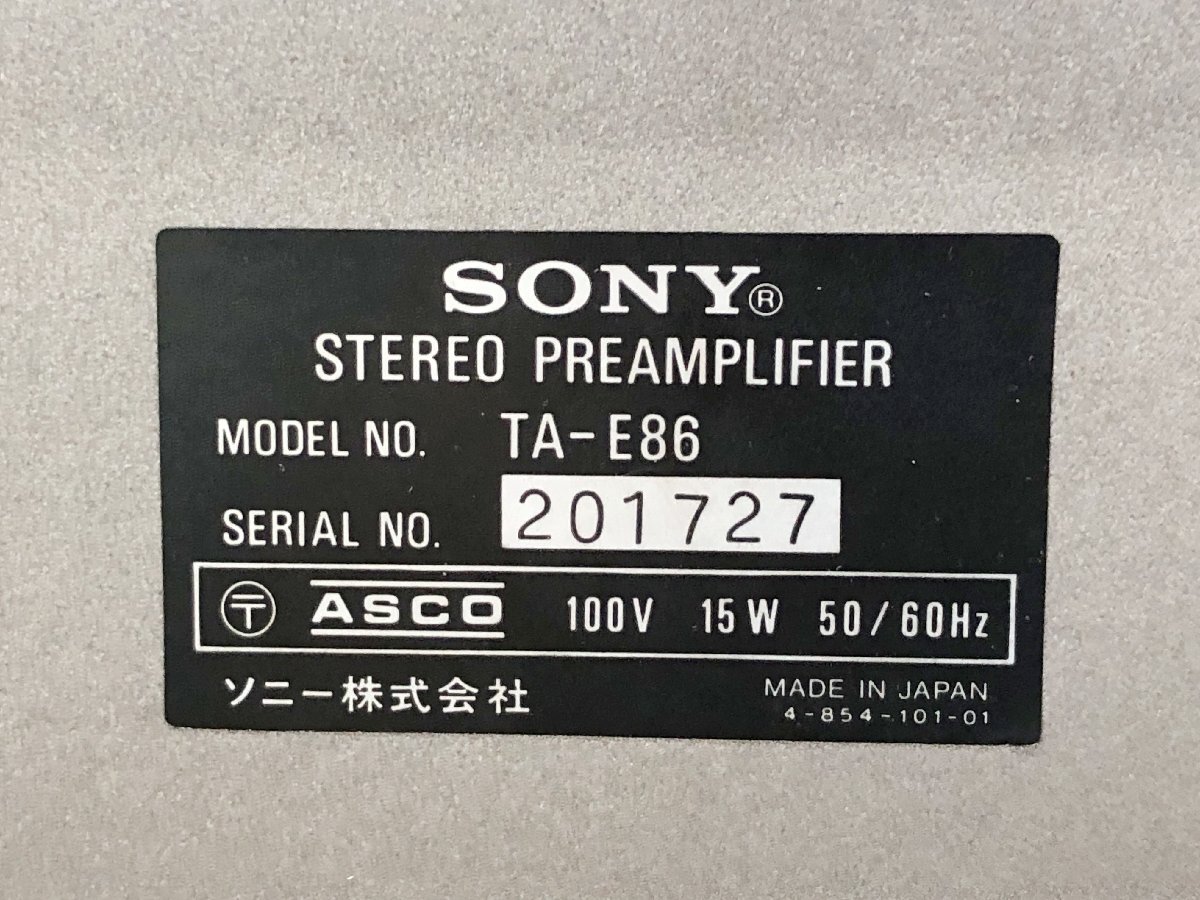 SONY®
STEREO PREAMPLIFIER
MODEL NO. TA-E86
SERIAL NO. 201727
〒 ASCO 100V 15W 50/60Hz
ソニー株式会社
MADE IN JAPAN
4-854-101-01